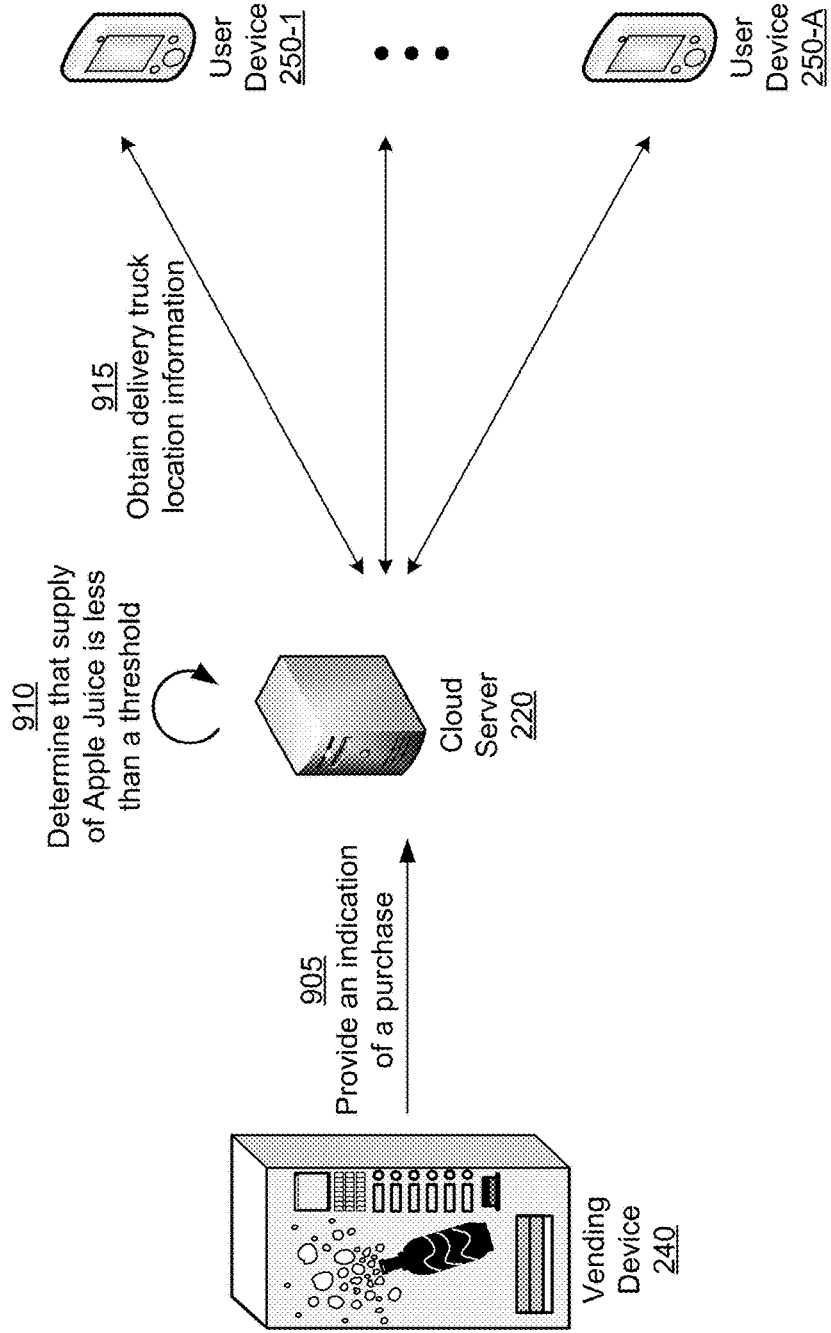 Vending
Device
240
905
Provide an indication
of a purchase
910
Determine that supply
of Apple Juice is less
than a threshold
Cloud
Server
220
915
Obtain delivery truck
location information
User
Device
250-1
User
Device
250-A